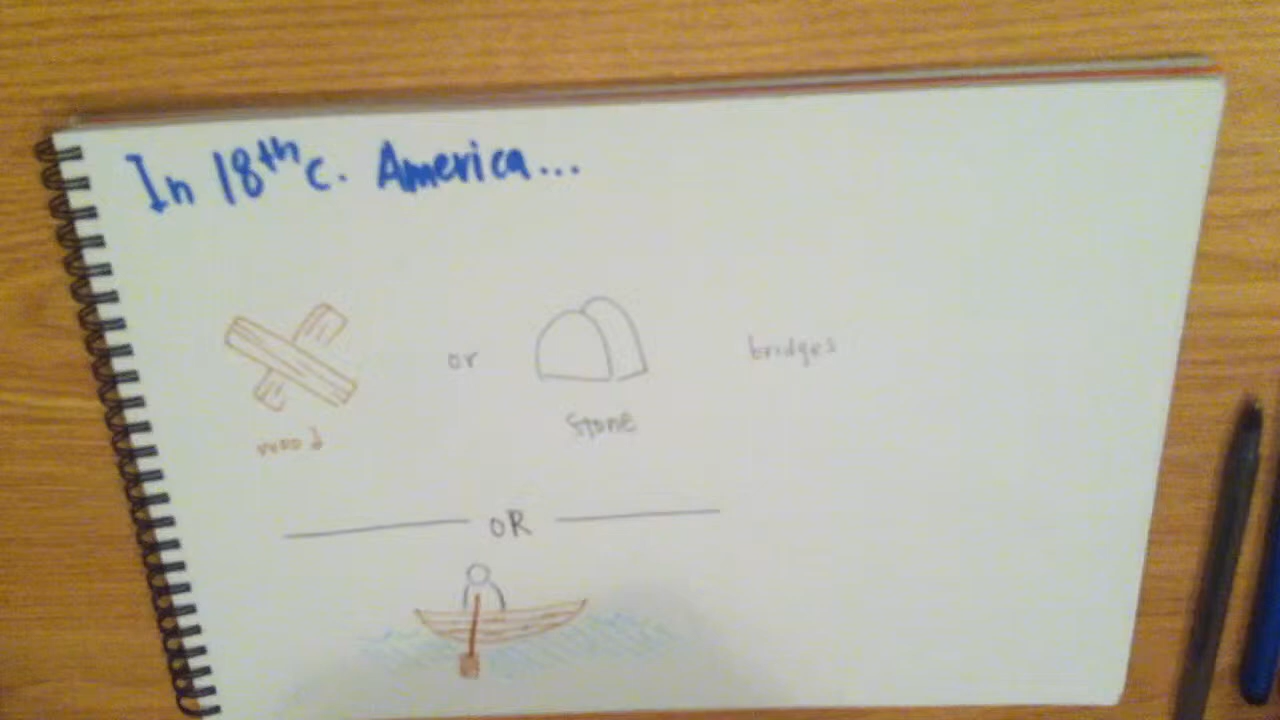 In 18th c. America...
or
bridges
wood
Stone
OR